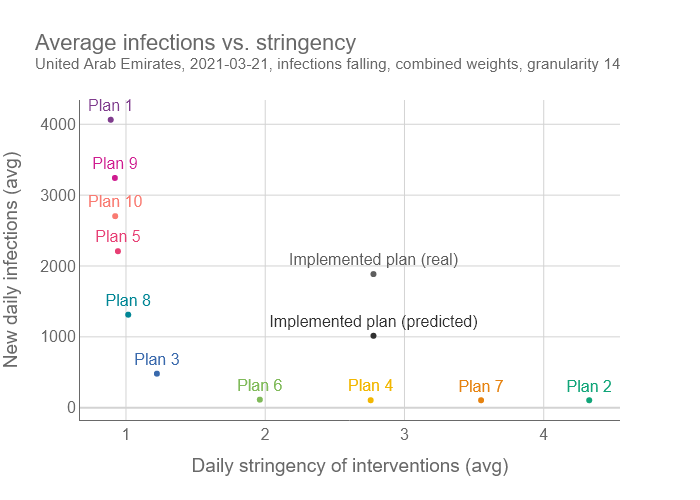 Average infections vs. stringency
United Arab Emirates, 2021-03-21, infections falling, combined weights, granularity 14
New daily infections (avg)
4000
3000
2000
1000
0
Plan 1
Plan 9
Plan 10
Plan 5
Implemented plan (real)
Plan 8
Implemented plan (predicted)
Plan 3
Plan 6
Plan 4
Plan 7
Plan 2
1
2
3
4
Daily stringency of interventions (avg)